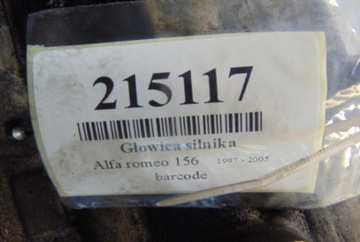 215117
Głowica silnika
Alfa romeo 156 1997 - 2005
barcode